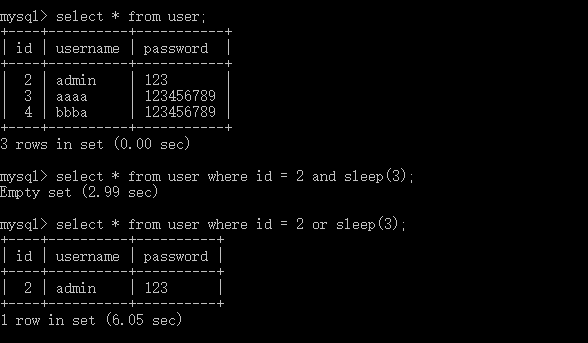 mysql> select * from user;
+----+----------+-----------+
| id | username | password  |
+----+----------+-----------+
|  2 | admin    | 123       |
|  3 | aaaa     | 123456789 |
|  4 | bbba     | 123456789 |
+----+----------+-----------+
3 rows in set (0.00 sec)
mysql> select * from user where id = 2 and sleep(3);
Empty set (2.99 sec)
mysql> select * from user where id = 2 or sleep(3);
+----+----------+----------+
| id | username | password |
+----+----------+----------+
|  2 | admin    | 123      |
+----+----------+----------+
1 row in set (6.05 sec)